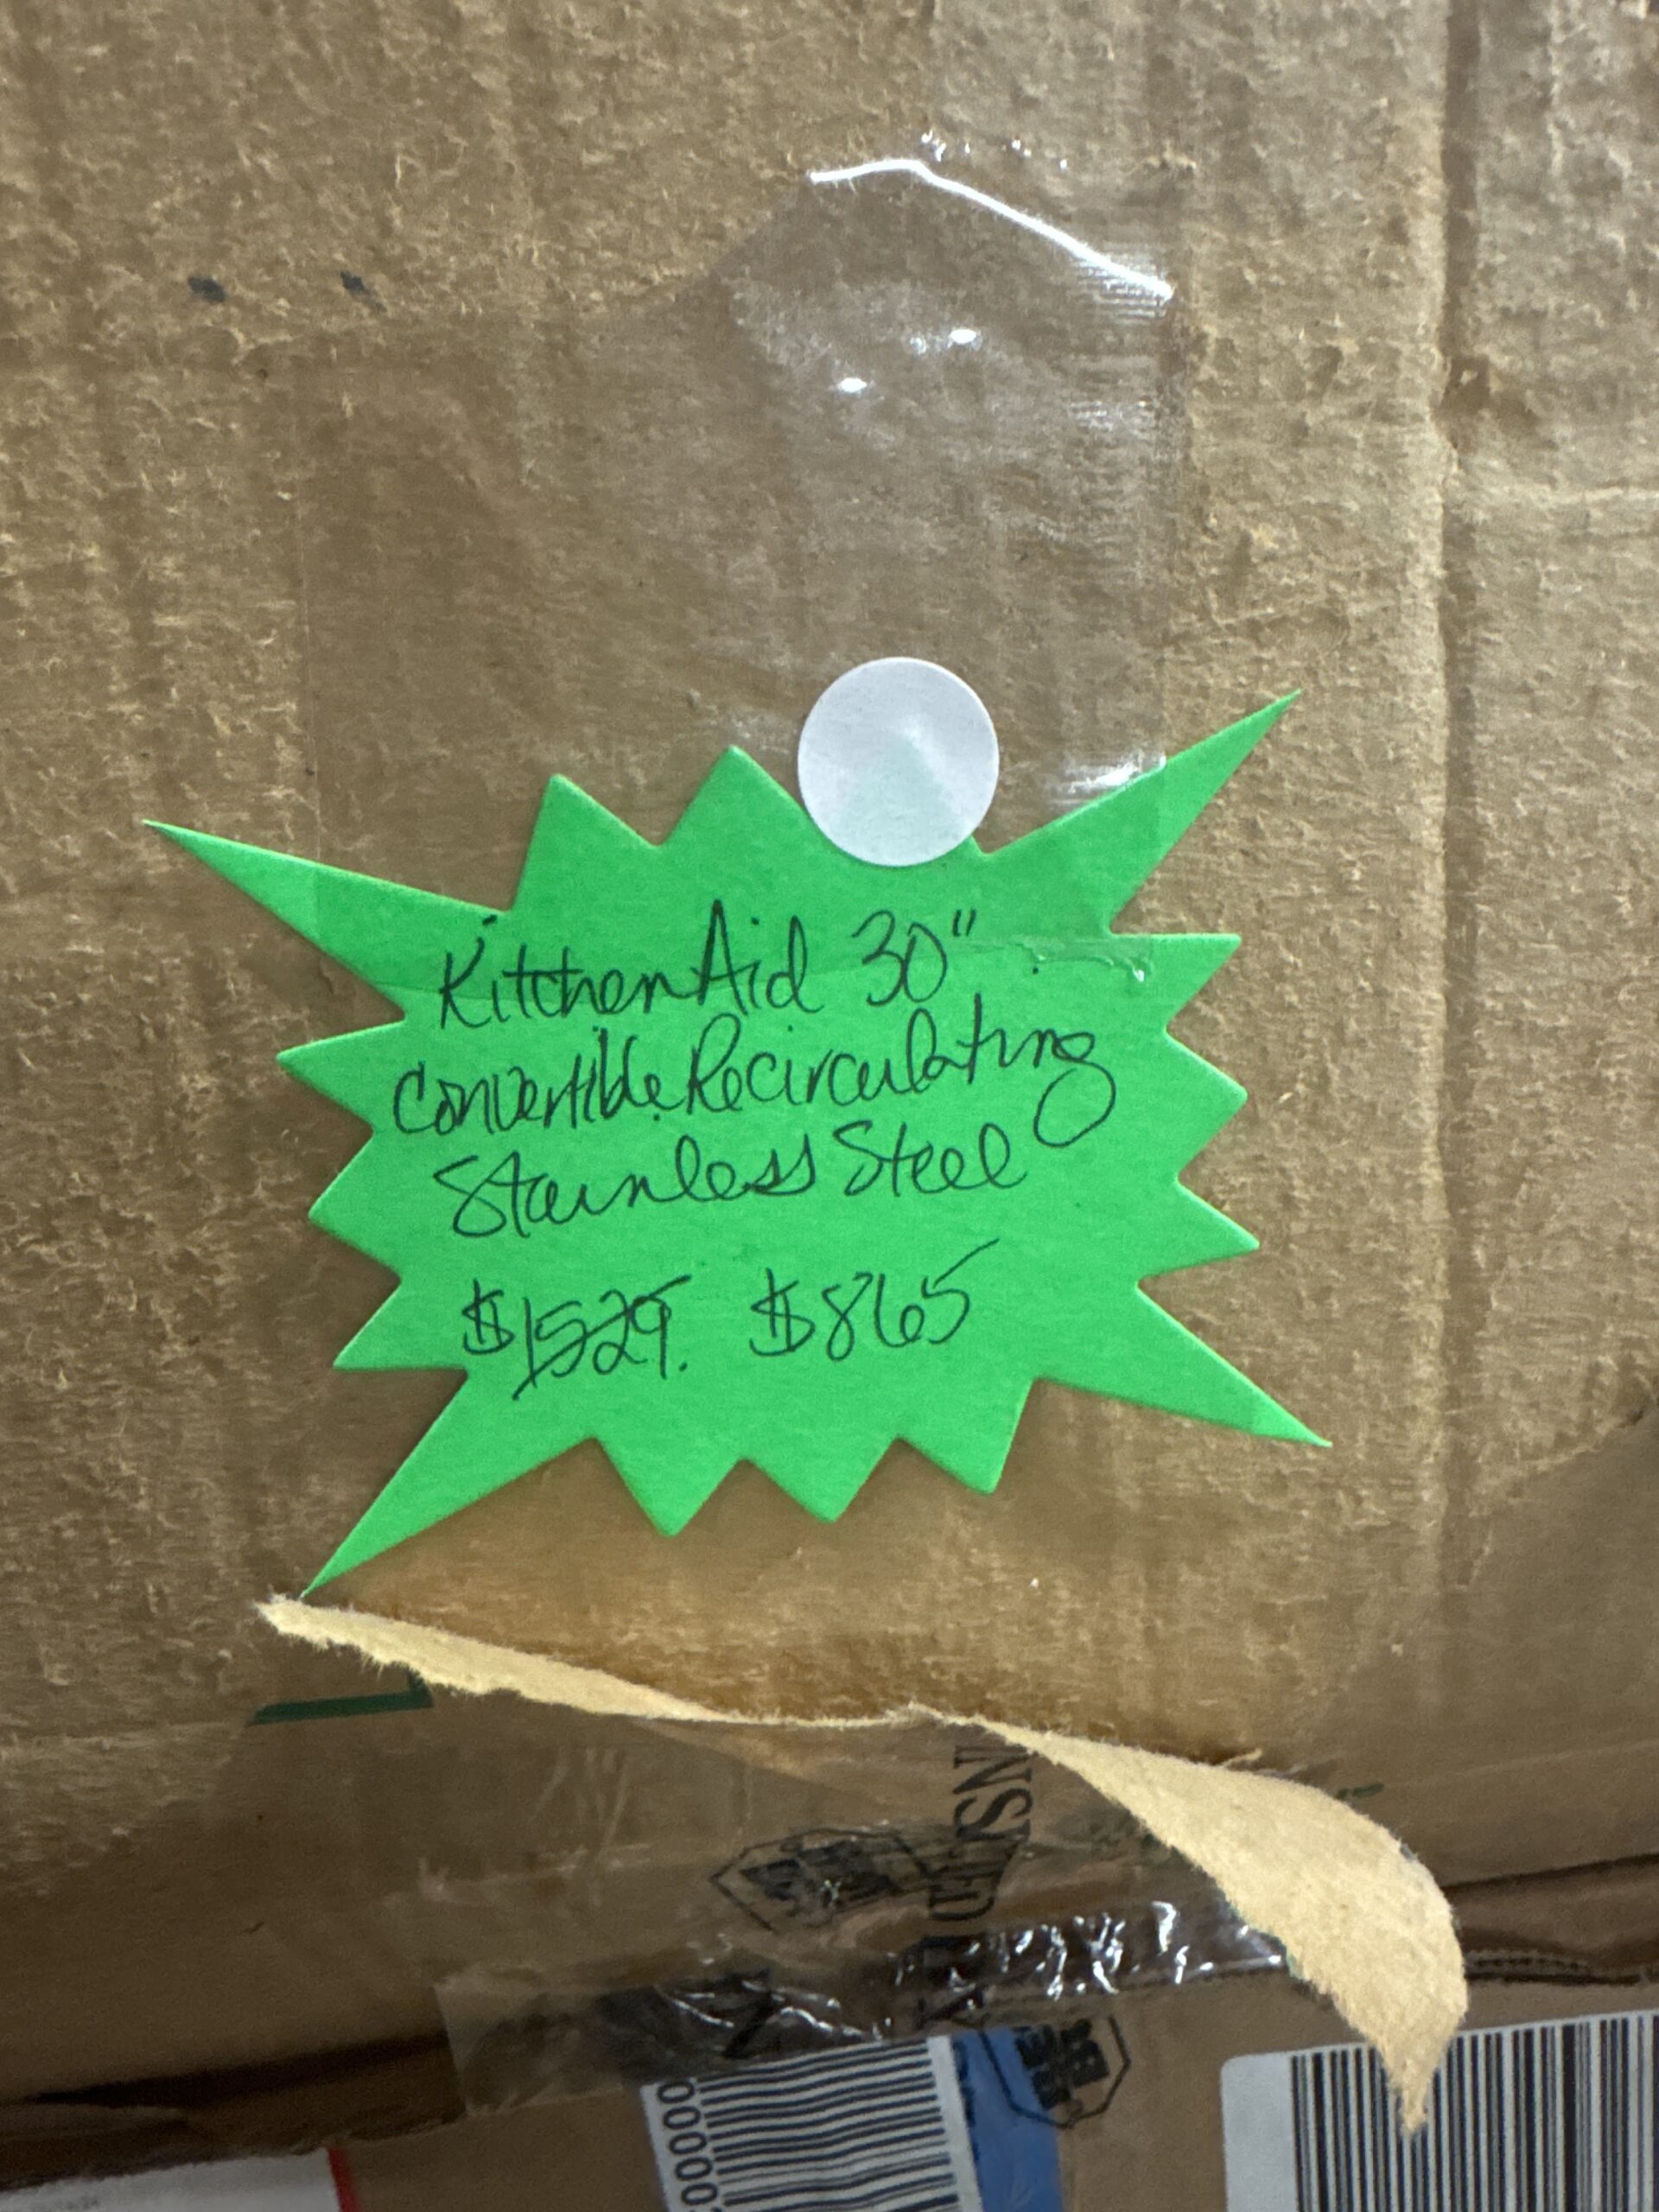 KitchenAid 30"
Convertible Recirculating
Stainless Steel
$1529. $865